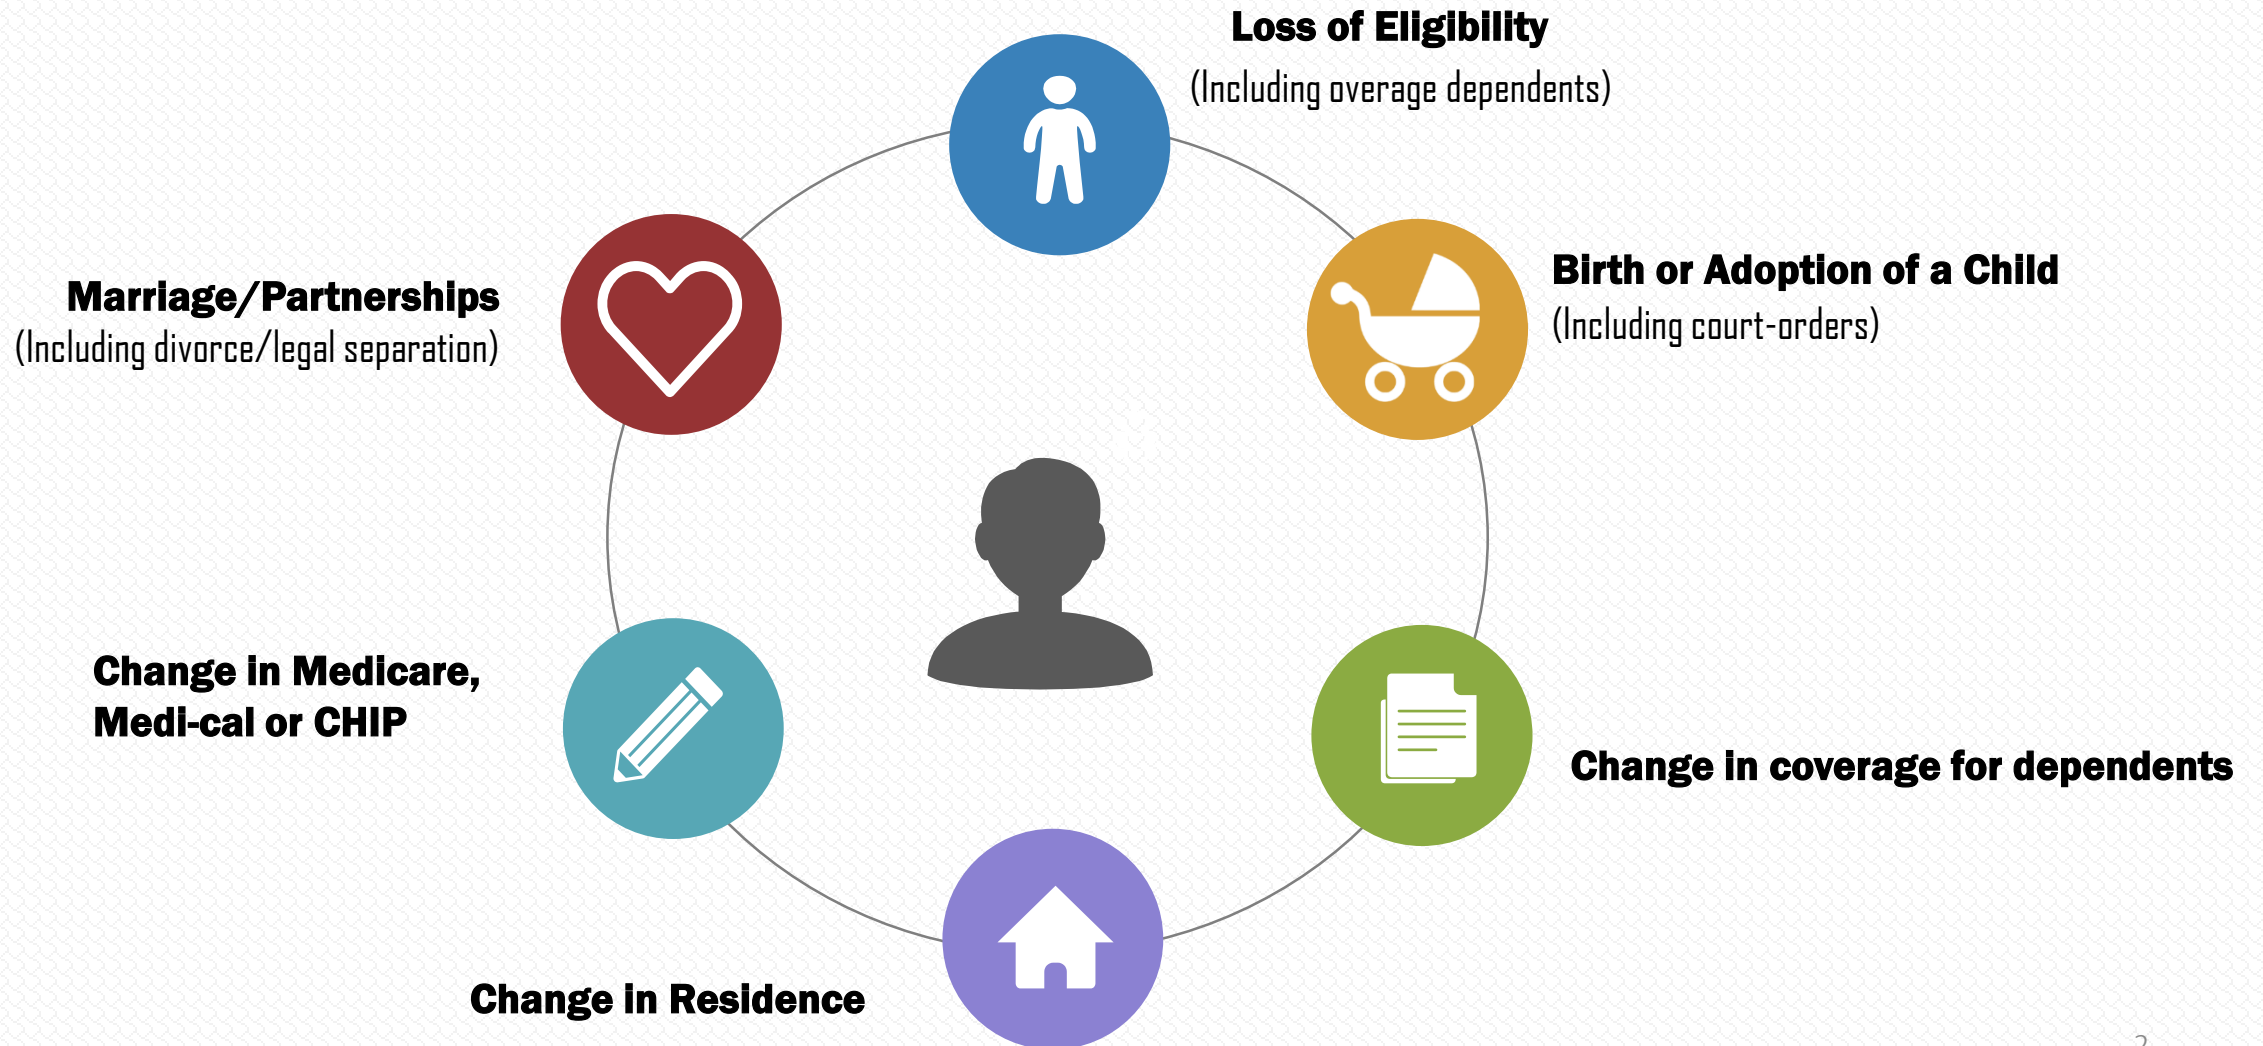 Loss of Eligibility
(Including overage dependents)
Birth or Adoption of a Child
(Including court-orders)
Marriage/Partnerships
(Including divorce/legal separation)
Change in Medicare,
Medi-cal or CHIP
Change in coverage for dependents
Change in Residence
2